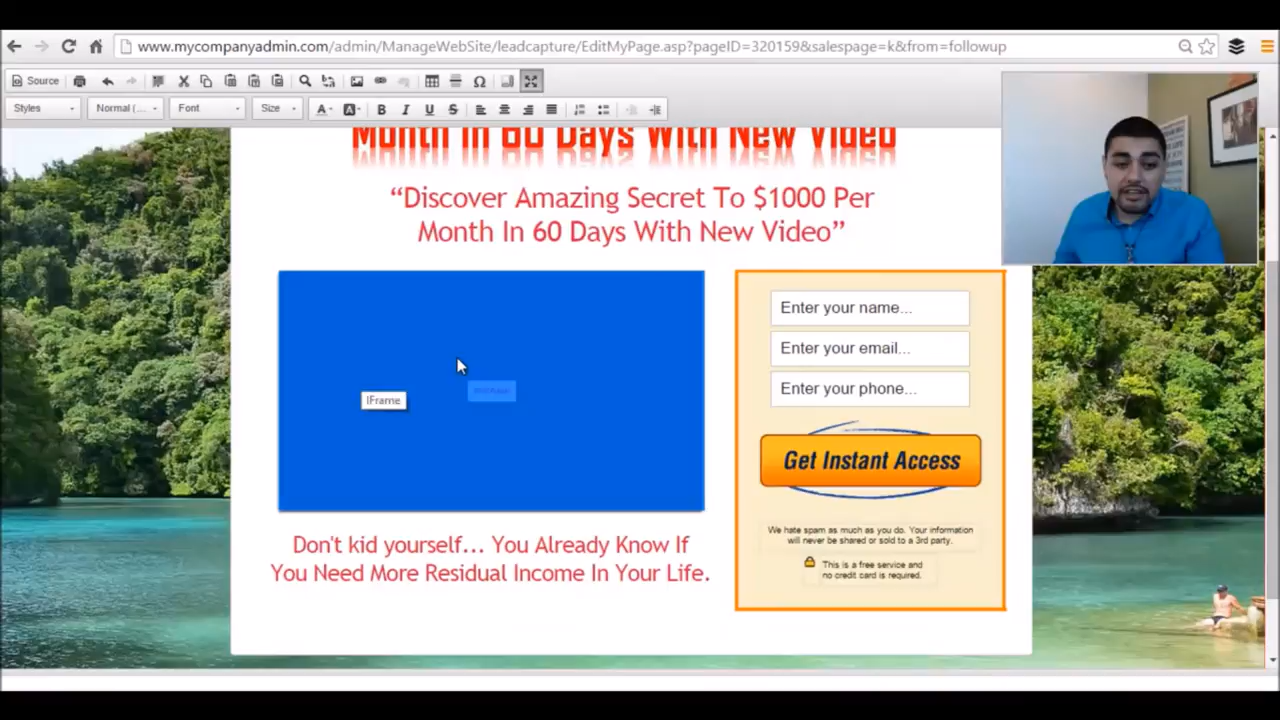 www.mycompanyadmin.com/admin/ManageWebSite/leadcapture/EditMyPage.asp?pageID=320159&salespage=k&from=followup
Source
Styles Normal (... Font Size
Month In 60 Days With New Video
“Discover Amazing Secret To $1000 Per
Month In 60 Days With New Video”
IFrame
Don't kid yourself... You Already Know If
You Need More Residual Income In Your Life.
Enter your name...
Enter your email...
Enter your phone...
Get Instant Access
We hate spam as much as you do. Your information
will never be shared or sold to a 3rd party.
This is a free service and
no credit card is required.